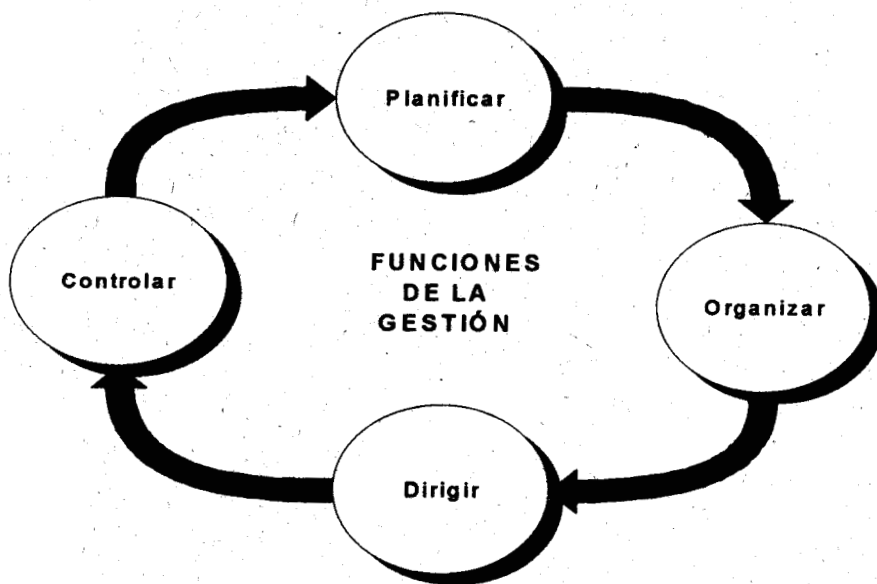 Planificar
Controlar
FUNCIONES
DE LA
GESTIÓN
Organizar
Dirigir